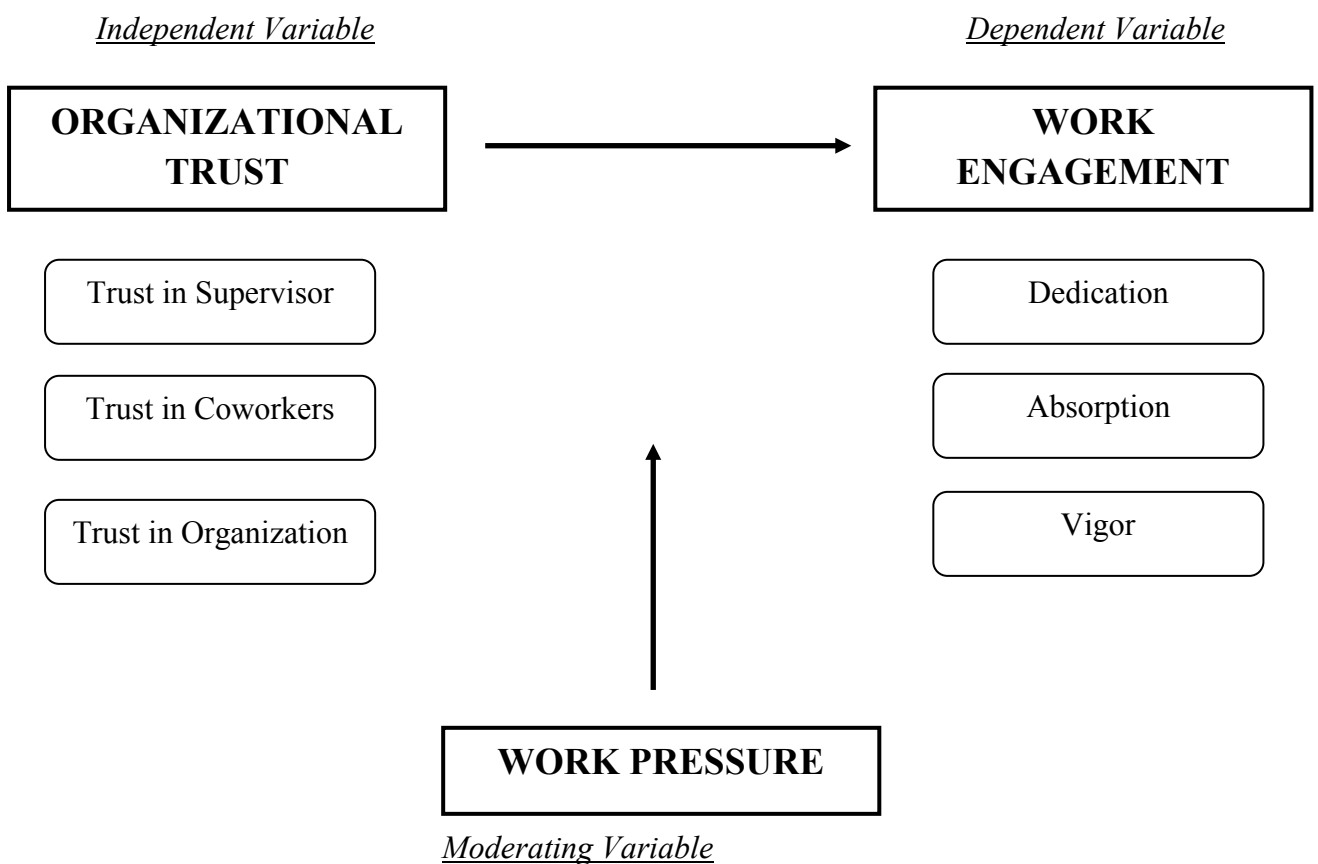 Independent Variable
Dependent Variable
ORGANIZATIONAL
TRUST
WORK
ENGAGEMENT
Trust in Supervisor
Dedication
Trust in Coworkers
Absorption
Trust in Organization
Vigor
WORK PRESSURE
Moderating Variable